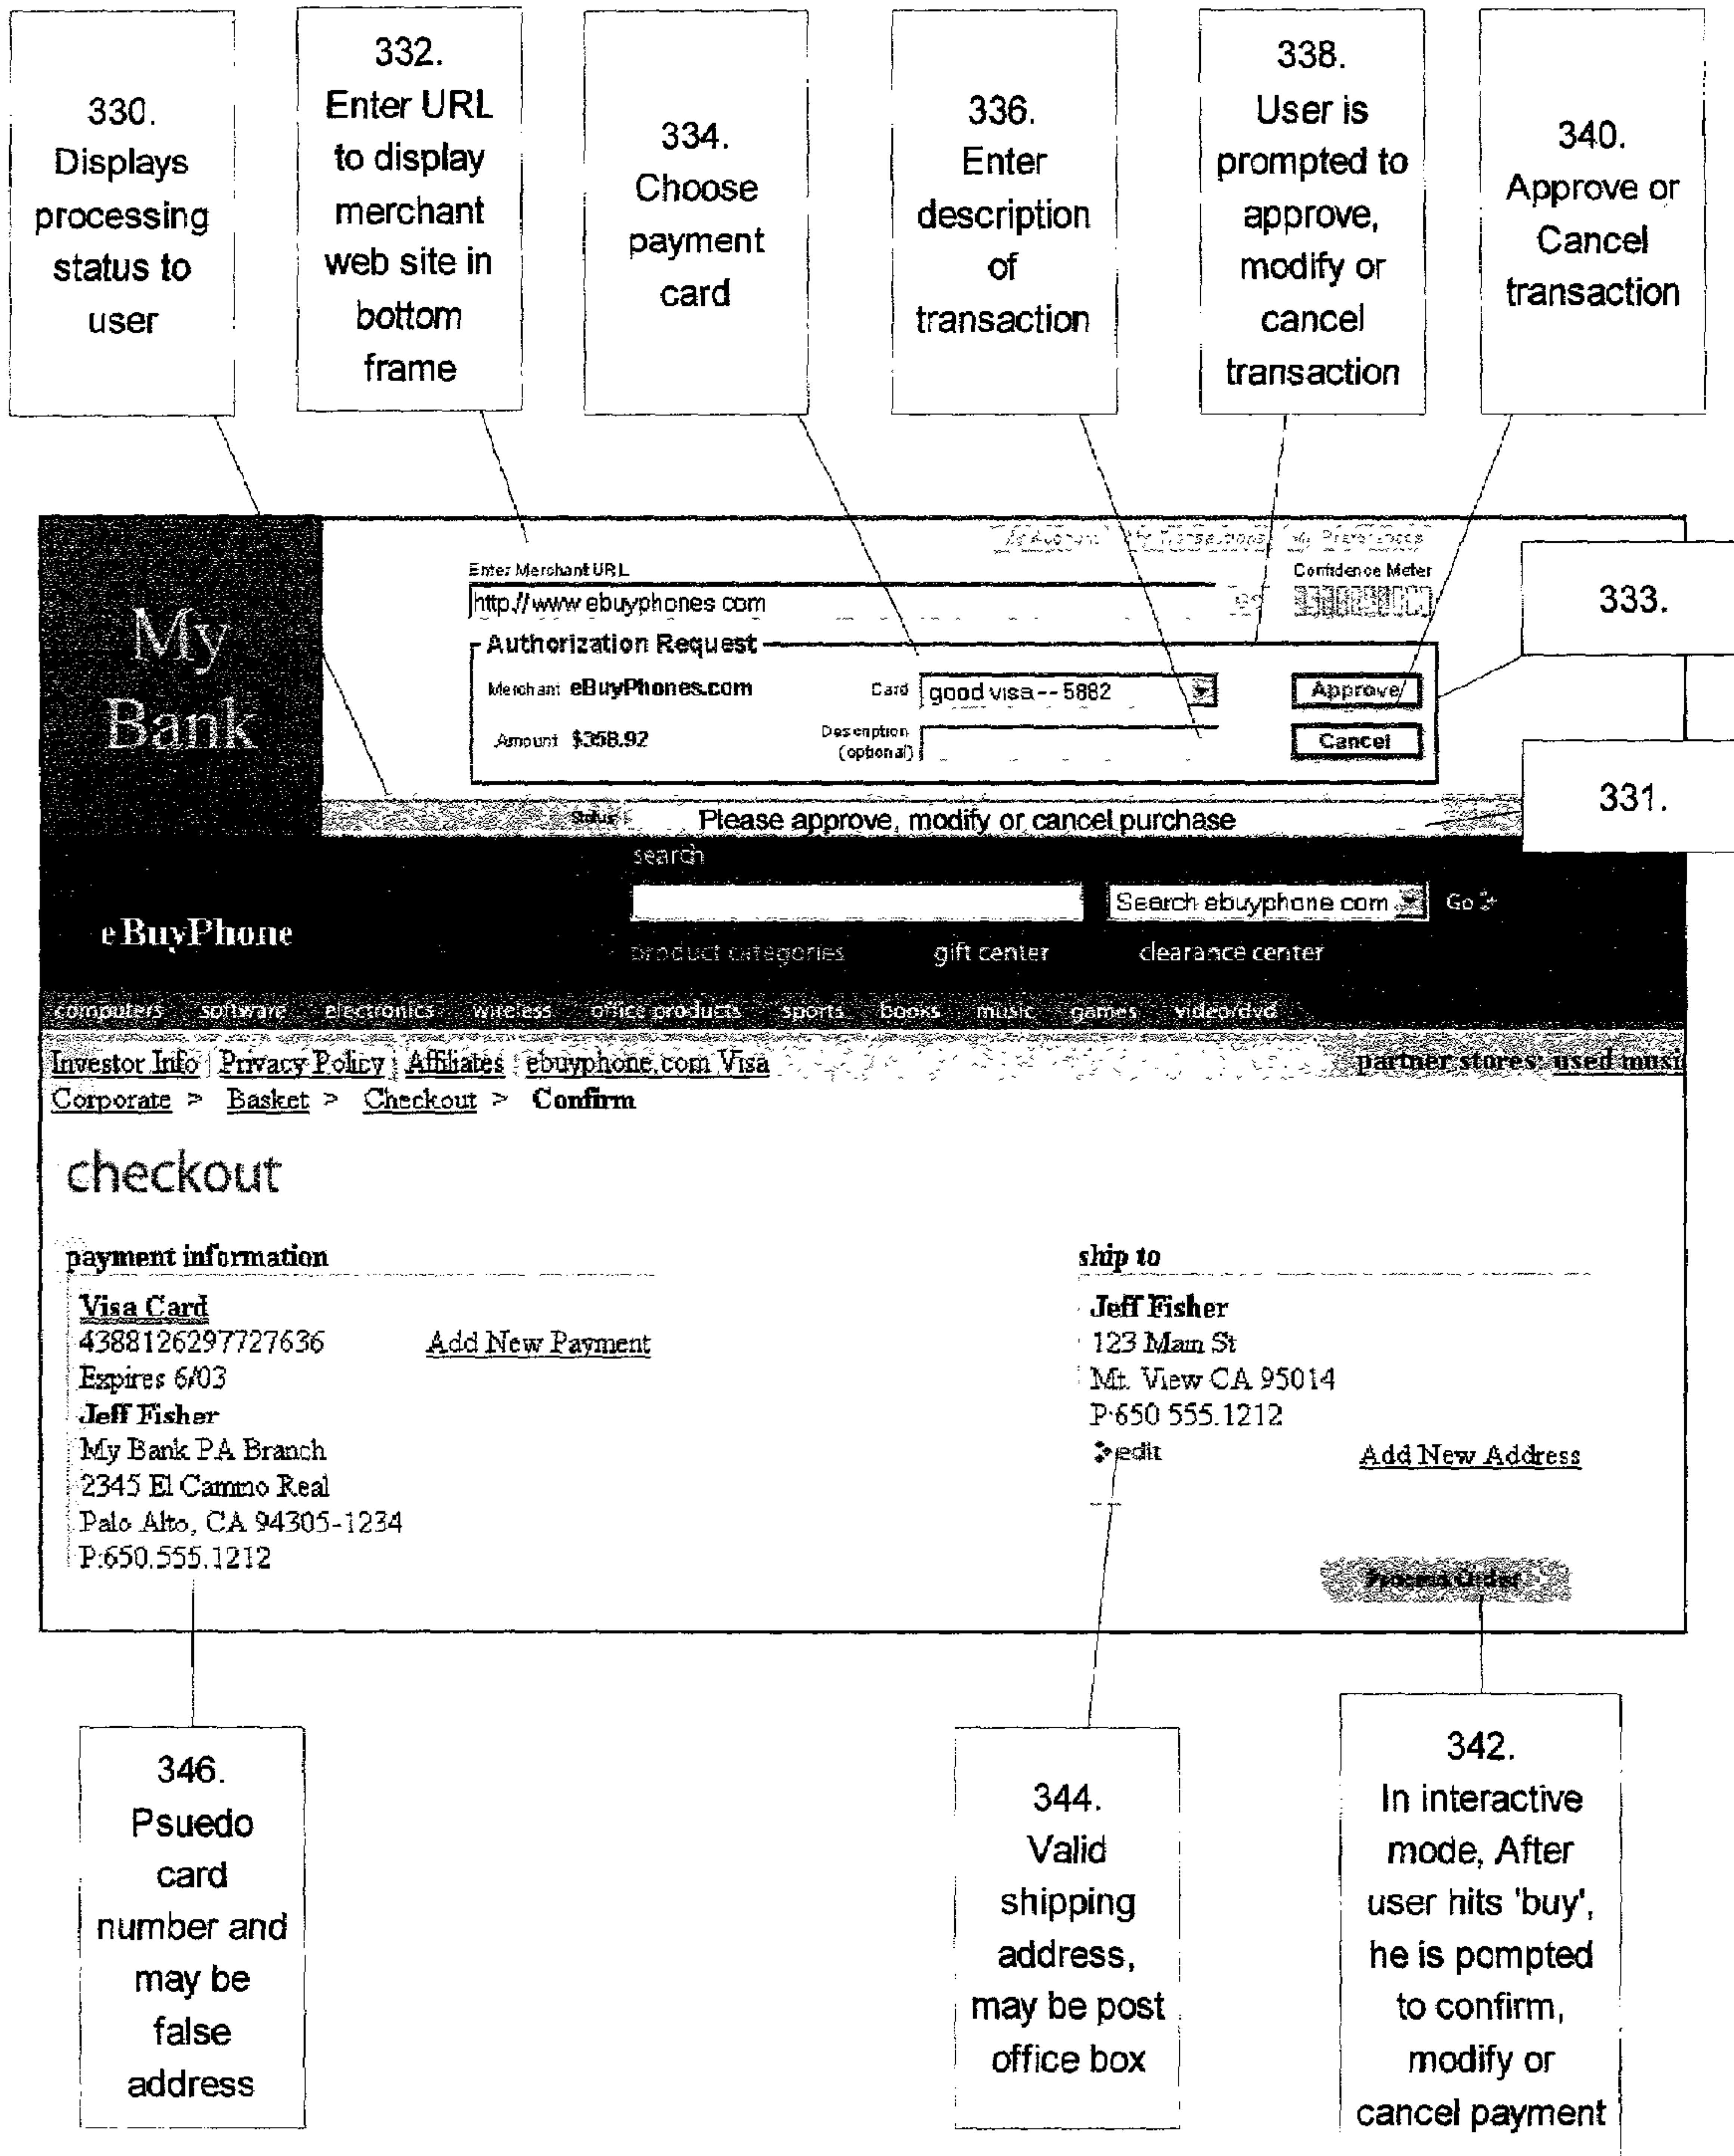 330.
Displays
processing
status to
user
332.
Enter URL
to display
merchant
web site in
bottom
frame
334.
Choose
payment
card
336.
Enter
description
of
transaction
338.
User is
prompted to
approve,
modify or
cancel
transaction
340.
Approve or
Cancel
transaction
My
Bank
My Transactions My Preferences
Enter Merchant URL
Confidence Meter
http://www ebuyphones com
333.
Authorization Request
Merchant eBuyPhones.com Card good visa -- 5882 Approve
Amount $358.92 Description (optional) Cancel
331.
Status Please approve, modify or cancel purchase
search
eBuyPhone
Search ebuyphone com Go
product categories gift center clearance center
computers software electronics wireless office products sports books music games video/dvd
Investor Info | Privacy Policy | Affiliates | ebuyphone.com Visa partner stores: used musi
Corporate > Basket > Checkout > Confirm
checkout
payment information
Visa Card
4388126297727636 Add New Payment
Expires 6/03
Jeff Fisher
My Bank PA Branch
2345 El Camino Real
Palo Alto, CA 94305-1234
P:650.555.1212
ship to
Jeff Fisher
123 Main St
Mt. View CA 95014
P:650 555.1212
edit Add New Address
Process Order
346.
Psuedo
card
number and
may be
false
address
344.
Valid
shipping
address,
may be post
office box
342.
In interactive
mode, After
user hits 'buy',
he is pompted
to confirm,
modify or
cancel payment